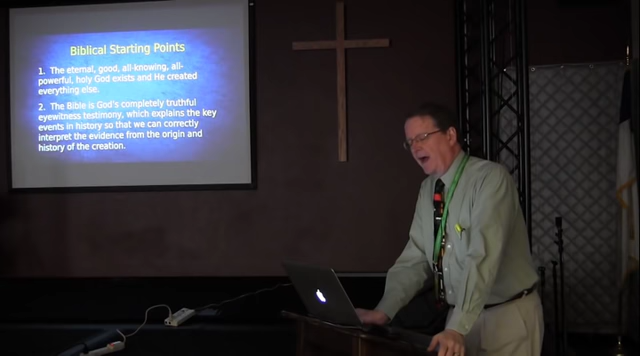 Biblical Starting Points
1. The eternal, good, all-knowing, all-
powerful, holy God exists and He created
everything else.
2. The Bible is God's completely truthful
eyewitness testimony, which explains the key
events in history so that we can correctly
interpret the evidence from the origin and
history of the creation.